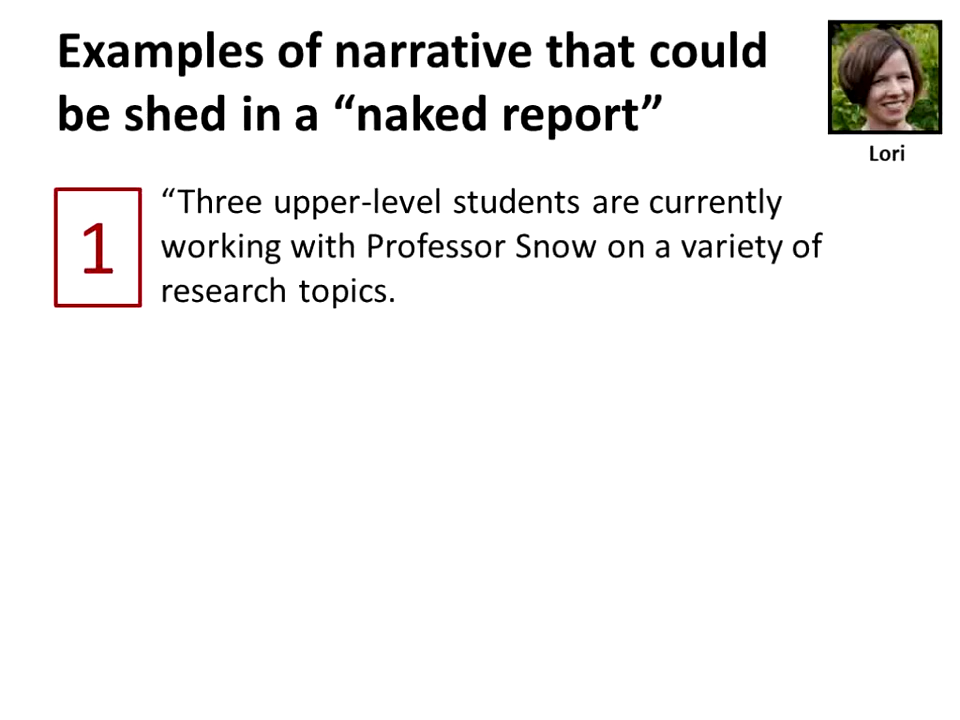 Examples of narrative that could
be shed in a “naked report”
Lori
1
“Three upper-level students are currently
working with Professor Snow on a variety of
research topics.